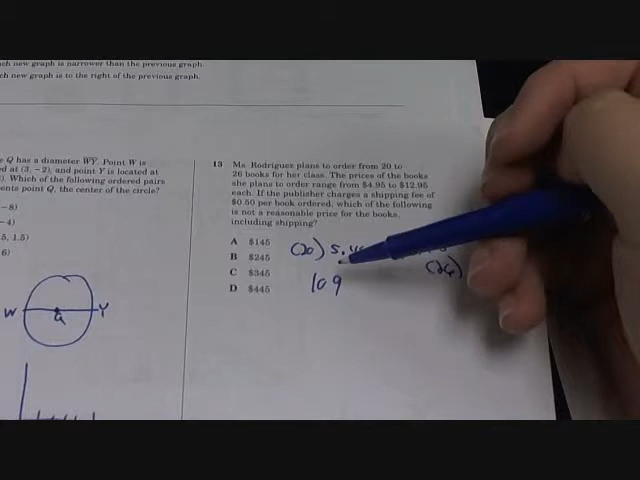 new graph is narrower than the previous graph.
ch new graph is to the right of the previous graph.
Q has a diameter WY. Point W is
ed at (3, −2), and point Y is located at
Which of the following ordered pairs
ents point Q, the center of the circle?
−8)
−4)
5, 1.5)
6)
W Q Y
13 Ms. Rodriguez plans to order from 20 to
26 books for her class. The prices of the books
she plans to order range from $4.95 to $12.95
each. If the publisher charges a shipping fee of
$0.50 per book ordered, which of the following
is not a reasonable price for the books,
including shipping?
A $145
B $245
C $345
D $445
(20) 5.45
(26)
109